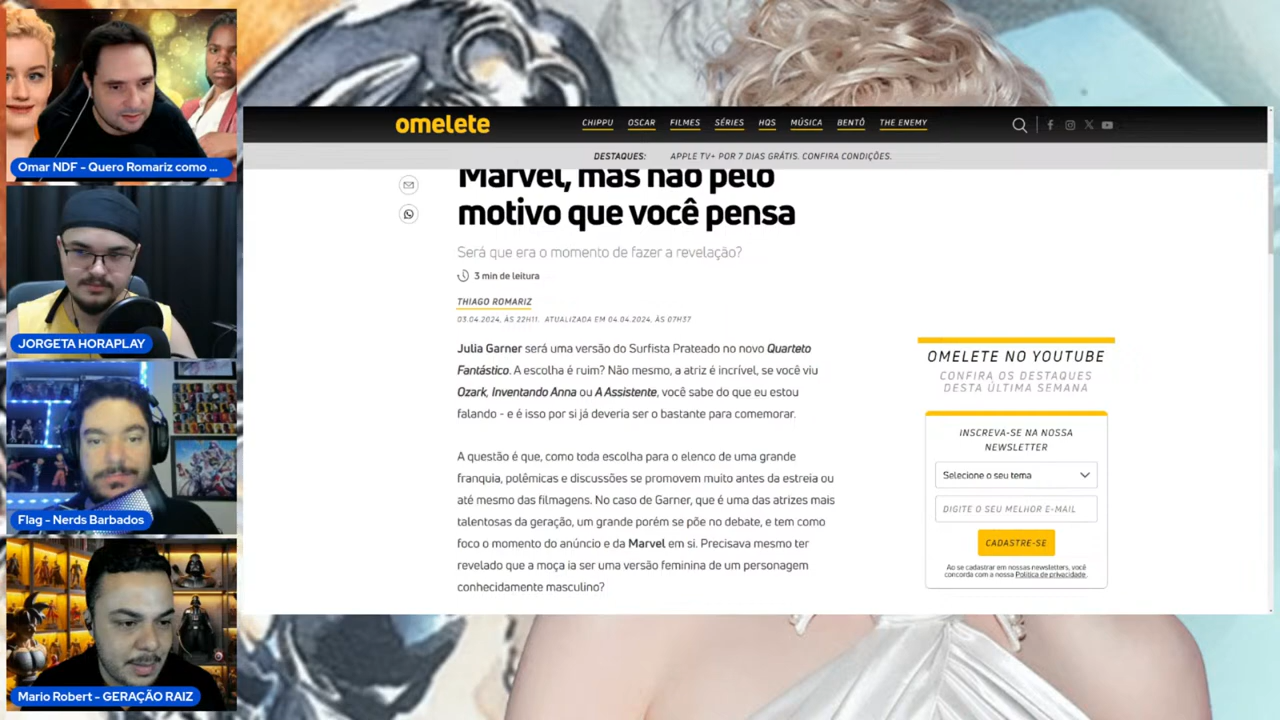 Omar NDF - Quero Romariz como ...
JORGETA HORAPLAY
Flag - Nerds Barbados
Mario Robert - GERAÇÃO RAIZ
omelete
CHIPPU OSCAR FILMES SÉRIES HQS MÚSICA BENTÔ THE ENEMY
DESTAQUES: APPLE TV+ POR 7 DIAS GRÁTIS. CONFIRA CONDIÇÕES.
Marvel, mas não pelo
motivo que você pensa
Será que era o momento de fazer a revelação?
3 min de leitura
THIAGO ROMARIZ
03.04.2024, ÀS 22H11. ATUALIZADA EM 04.04.2024, ÀS 07H37
Julia Garner será uma versão do Surfista Prateado no novo Quarteto
Fantástico. A escolha é ruim? Não mesmo, a atriz é incrível, se você viu
Ozark, Inventando Anna ou A Assistente, você sabe do que eu estou
falando - e é isso por si já deveria ser o bastante para comemorar.
A questão é que, como toda escolha para o elenco de uma grande
franquia, polêmicas e discussões se promovem muito antes da estreia ou
até mesmo das filmagens. No caso de Garner, que é uma das atrizes mais
talentosas da geração, um grande porém se põe no debate, e tem como
foco o momento do anúncio e da Marvel em si. Precisava mesmo ter
revelado que a moça ia ser uma versão feminina de um personagem
conhecidamente masculino?
OMELETE NO YOUTUBE
CONFIRA OS DESTAQUES
DESTA ÚLTIMA SEMANA
INSCREVA-SE NA NOSSA
NEWSLETTER
Selecione o seu tema
DIGITE O SEU MELHOR E-MAIL
CADASTRE-SE
Ao se cadastrar em nossas newsletters, você
concorda com a nossa Política de privacidade.